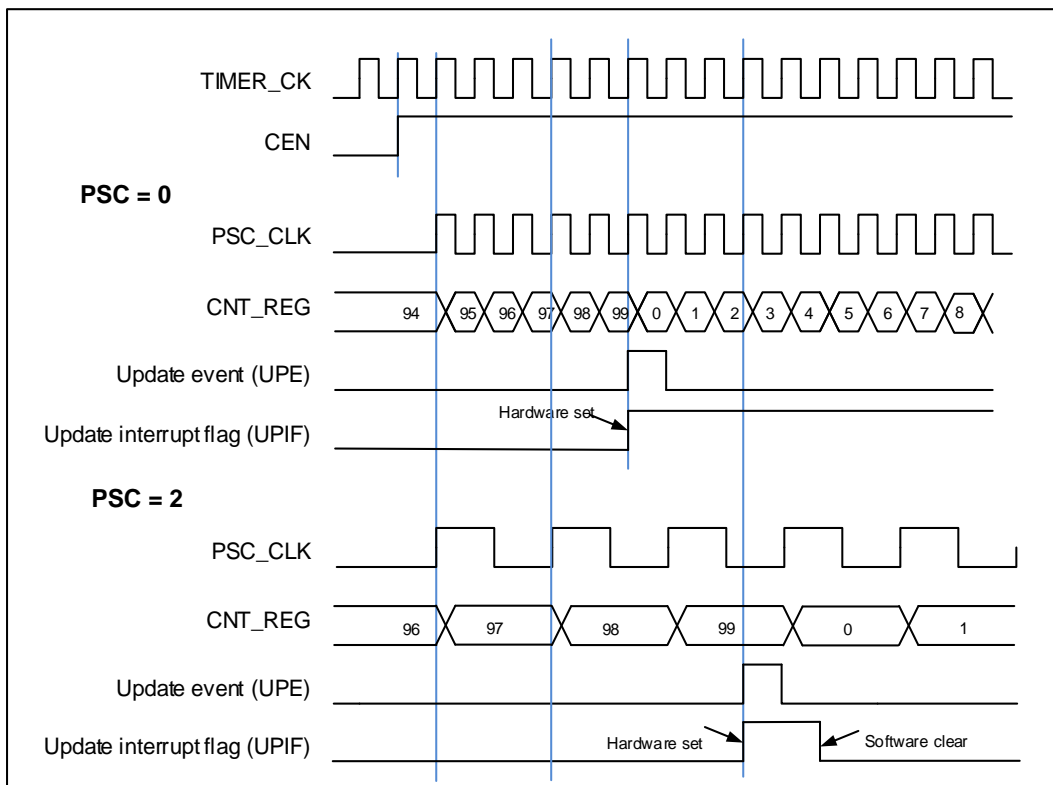 TIMER_CK
CEN
PSC = 0
PSC_CLK
CNT_REG 94 95 96 97 98 99 0 1 2 3 4 5 6 7 8
Update event (UPE)
Hardware set
Update interrupt flag (UPIF)
PSC = 2
PSC_CLK
CNT_REG 96 97 98 99 0 1
Update event (UPE)
Update interrupt flag (UPIF) Hardware set Software clear